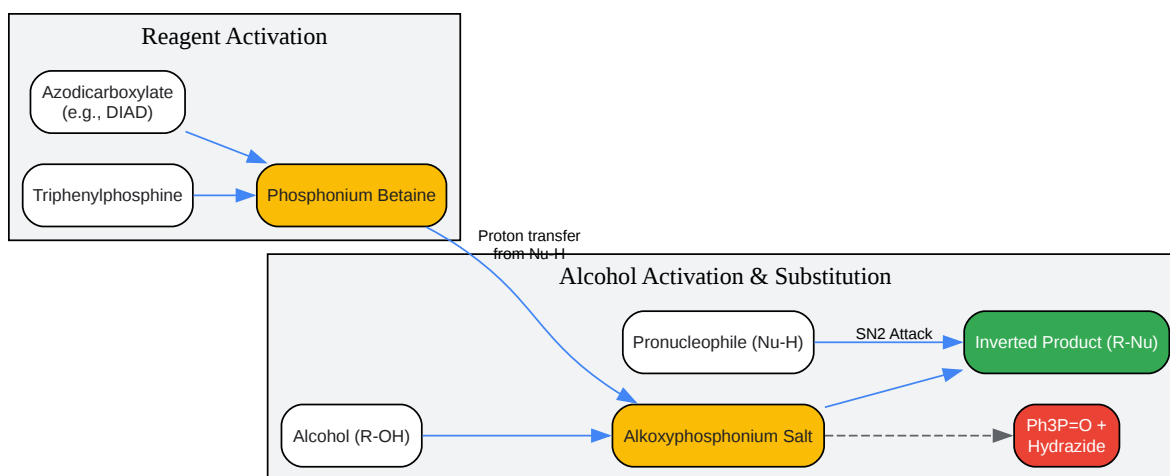 Reagent Activation
Azodicarboxylate
(e.g., DIAD)
Triphenylphosphine
Phosphonium Betaine
Proton transfer
from Nu-H
Alcohol Activation & Substitution
Pronucleophile (Nu-H)
SN2 Attack
Inverted Product (R-Nu)
Alcohol (R-OH)
Alkoxyphosphonium Salt
Ph3P=O +
Hydrazide